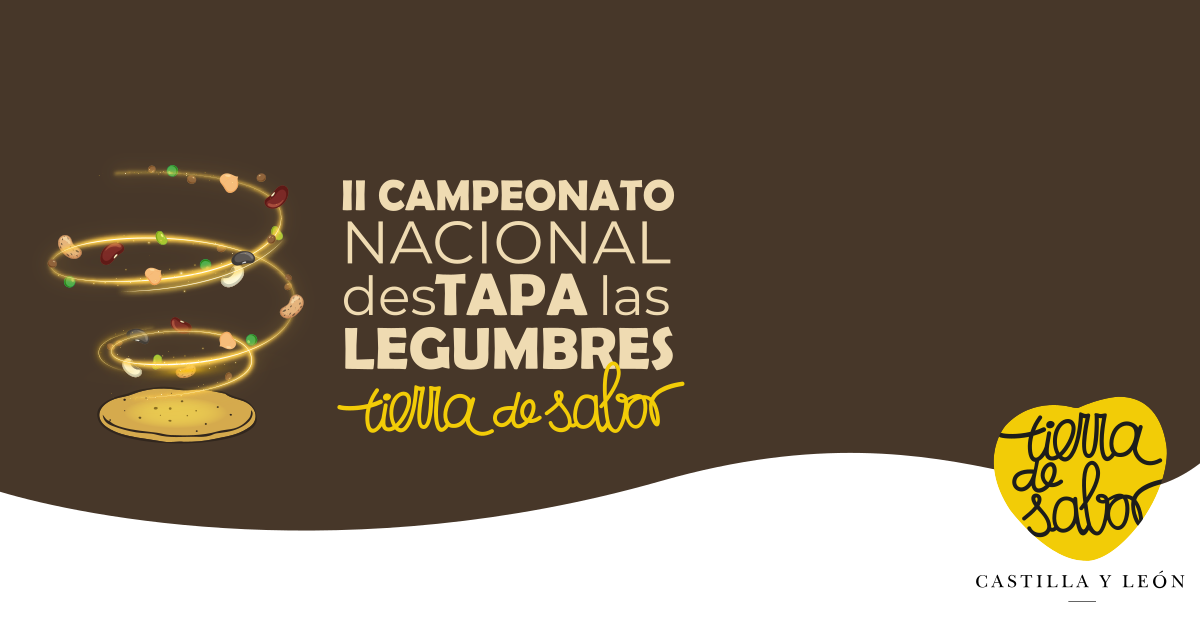 II CAMPEONATO
NACIONAL
desTAPA las
LEGUMBRES
tierra de sabor
tierra
de
sabor
CASTILLA Y LEÓN